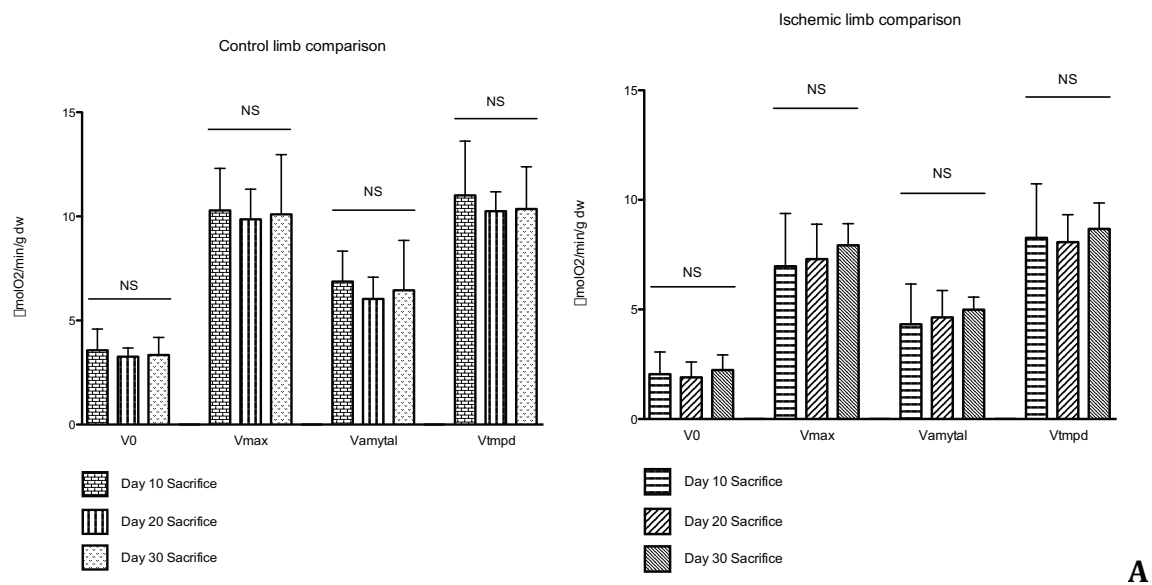 Control limb comparison
15
10
5
0
▯molO2/min/g dw
NS
NS
NS
NS
V0
Vmax
Vamytal
Vtmpd
Day 10 Sacrifice
Day 20 Sacrifice
Day 30 Sacrifice
Ischemic limb comparison
15
10
5
0
▯molO2/min/g dw
NS
NS
NS
NS
V0
Vmax
Vamytal
Vtmpd
Day 10 Sacrifice
Day 20 Sacrifice
Day 30 Sacrifice
A